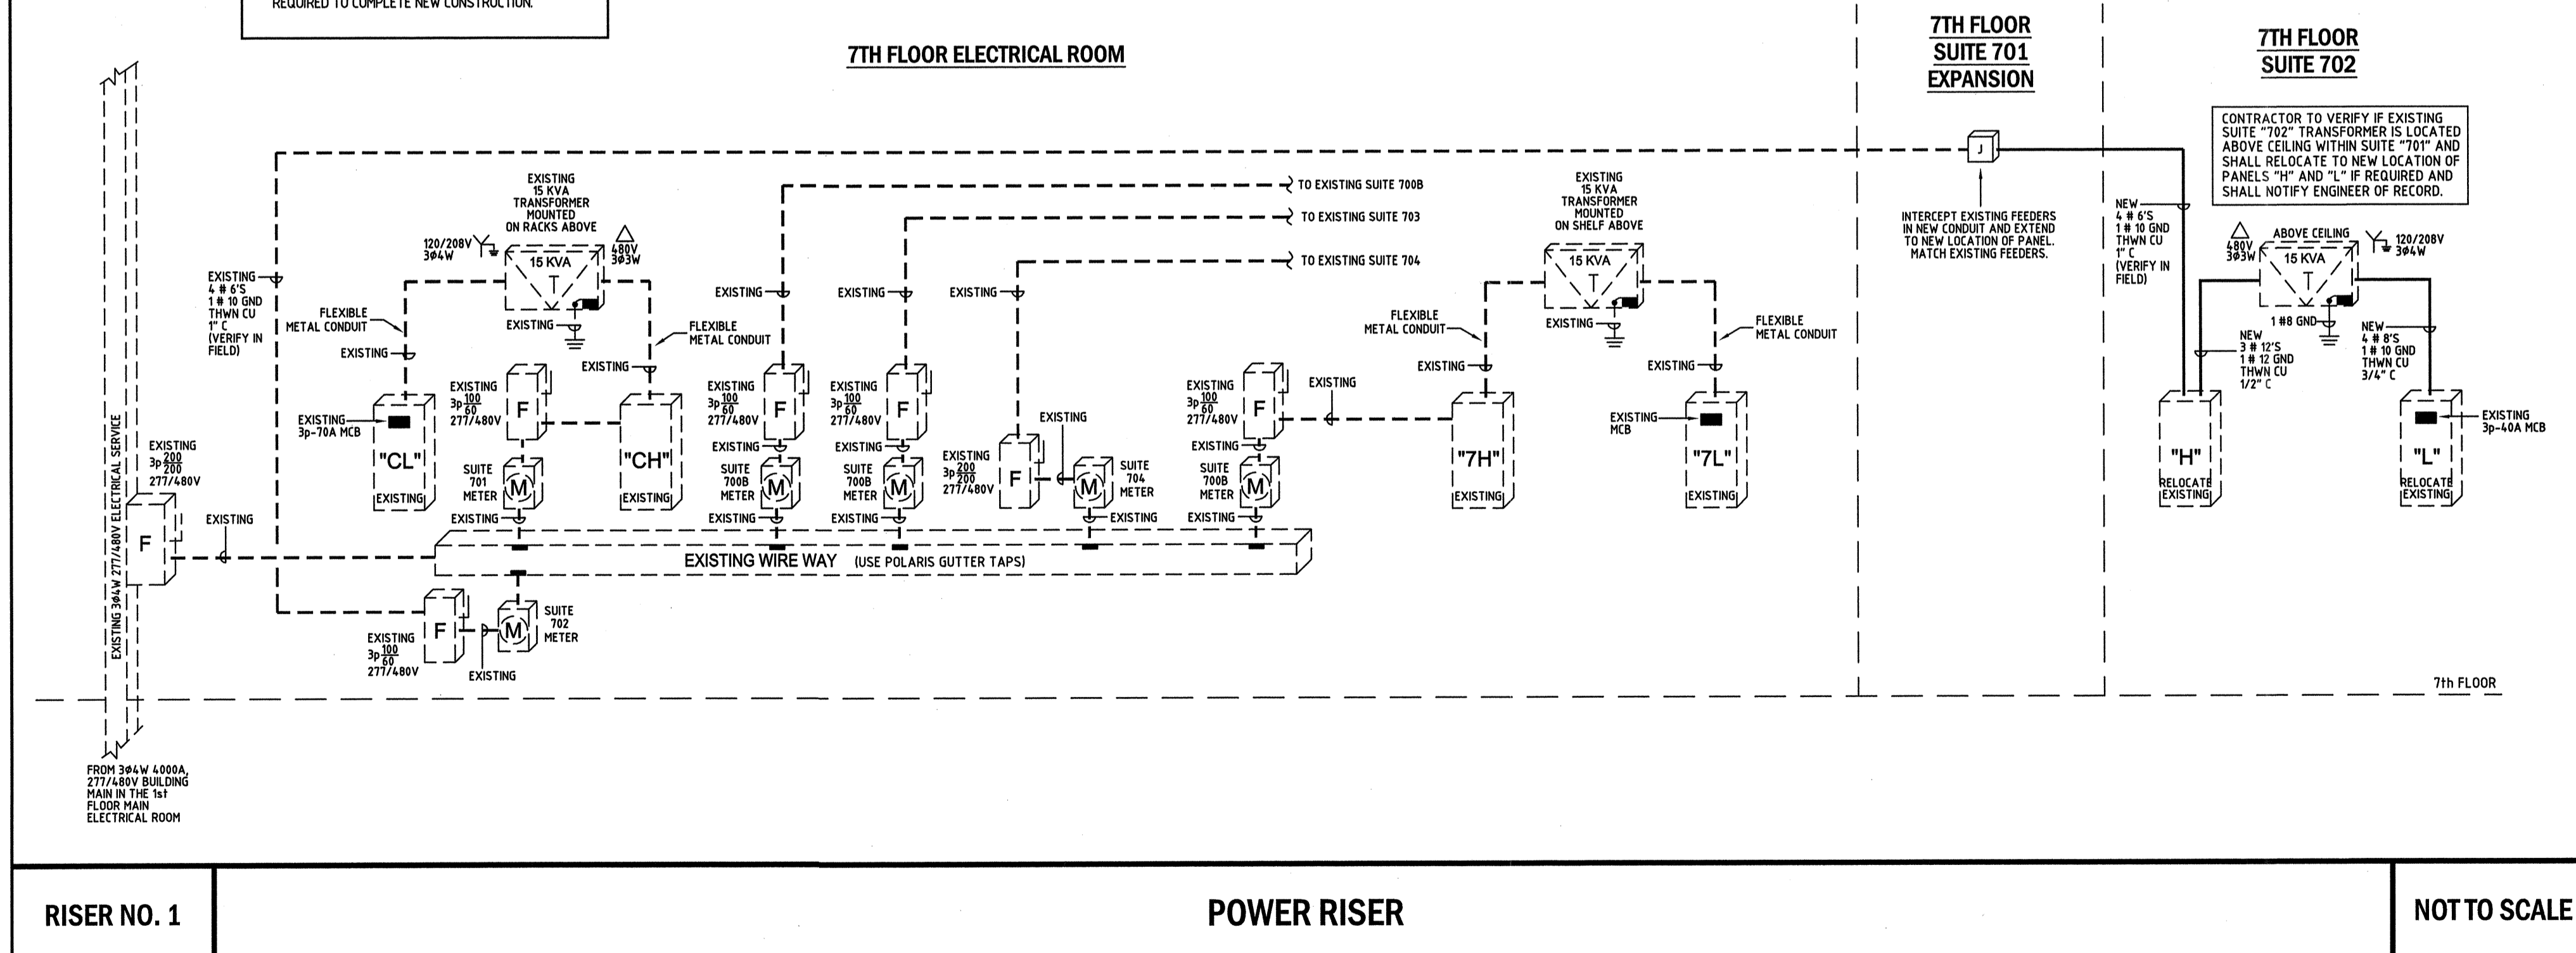 REQUIRED TO COMPLETE NEW CONSTRUCTION.
7TH FLOOR ELECTRICAL ROOM
7TH FLOOR
SUITE 701
EXPANSION
7TH FLOOR
SUITE 702
CONTRACTOR TO VERIFY IF EXISTING
SUITE "702" TRANSFORMER IS LOCATED
ABOVE CEILING WITHIN SUITE "701" AND
SHALL RELOCATE TO NEW LOCATION OF
PANELS "H" AND "L" IF REQUIRED AND
SHALL NOTIFY ENGINEER OF RECORD.
EXISTING 3ø4W 277/480V ELECTRICAL SERVICE
EXISTING
3p 200
200
277/480V
F
EXISTING
FROM 3ø4W 4000A,
277/480V BUILDING
MAIN IN THE 1st
FLOOR MAIN
ELECTRICAL ROOM
EXISTING
4 # 6'S
1 # 10 GND
THWN CU
1" C
(VERIFY IN
FIELD)
FLEXIBLE
METAL CONDUIT
EXISTING
EXISTING
3p-70A MCB
"CL"
EXISTING
120/208V
3ø4W
EXISTING
15 KVA
TRANSFORMER
MOUNTED
ON RACKS ABOVE
15 KVA
T
480V
3ø3W
EXISTING
FLEXIBLE
METAL CONDUIT
EXISTING
EXISTING
3p 100
60
277/480V
F
SUITE
701
METER
M
EXISTING
"CH"
EXISTING
TO EXISTING SUITE 700B
TO EXISTING SUITE 703
TO EXISTING SUITE 704
EXISTING
EXISTING
EXISTING
EXISTING
3p 100
60
277/480V
F
EXISTING
SUITE
700B
METER
M
EXISTING
EXISTING
3p 100
60
277/480V
F
EXISTING
SUITE
700B
METER
M
EXISTING
EXISTING
3p 200
200
277/480V
F
EXISTING
M
SUITE
704
METER
EXISTING
EXISTING
3p 100
60
277/480V
F
EXISTING
EXISTING
SUITE
700B
METER
M
EXISTING
EXISTING WIRE WAY (USE POLARIS GUTTER TAPS)
EXISTING
3p 100
60
277/480V
F
EXISTING
M
SUITE
702
METER
EXISTING
15 KVA
TRANSFORMER
MOUNTED
ON SHELF ABOVE
15 KVA
T
EXISTING
FLEXIBLE
METAL CONDUIT
EXISTING
"7H"
EXISTING
FLEXIBLE
METAL CONDUIT
EXISTING
EXISTING
MCB
"7L"
EXISTING
J
INTERCEPT EXISTING FEEDERS
IN NEW CONDUIT AND EXTEND
TO NEW LOCATION OF PANEL.
MATCH EXISTING FEEDERS.
NEW
4 # 6'S
1 # 10 GND
THWN CU
1" C
(VERIFY IN
FIELD)
480V
3ø3W
ABOVE CEILING
15 KVA
T
120/208V
3ø4W
1 #8 GND
NEW
3 # 12'S
1 # 12 GND
THWN CU
1/2" C
NEW
4 # 8'S
1 # 10 GND
THWN CU
3/4" C
"H"
RELOCATE
EXISTING
"L"
RELOCATE
EXISTING
EXISTING
3p-40A MCB
7th FLOOR
RISER NO. 1
POWER RISER
NOT TO SCALE